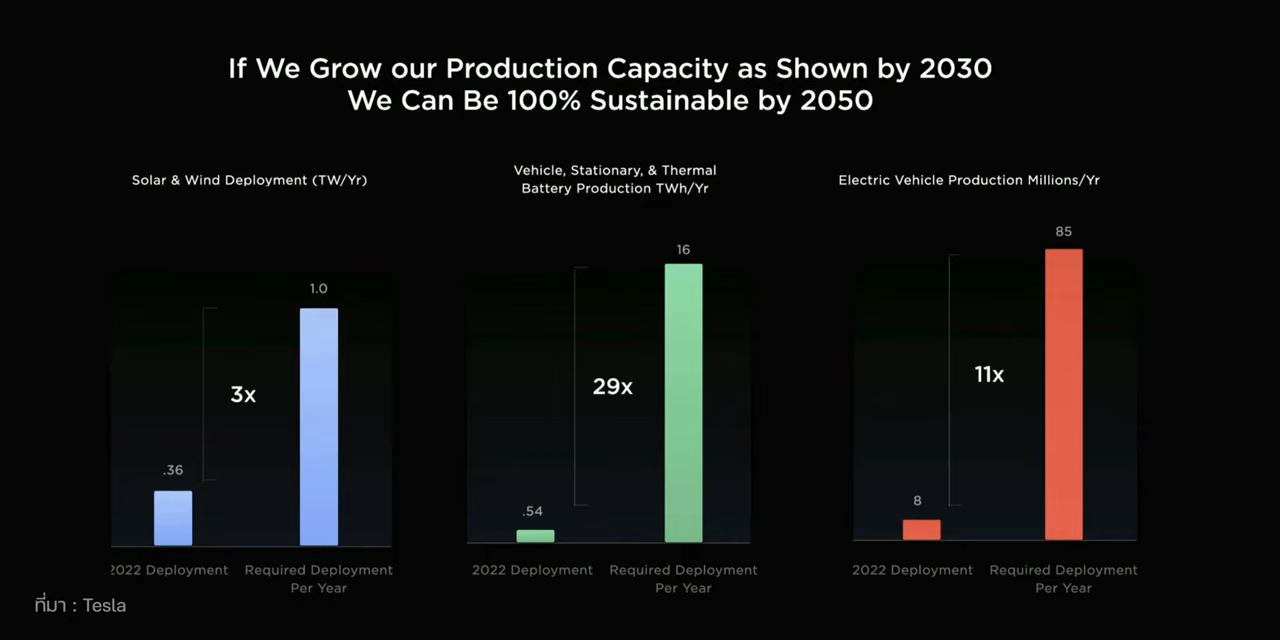 If We Grow our Production Capacity as Shown by 2030
We Can Be 100% Sustainable by 2050
Solar & Wind Deployment (TW/Yr)
1.0
3x
.36
2022 Deployment
Required Deployment
Per Year
Vehicle, Stationary, & Thermal
Battery Production TWh/Yr
16
29x
.54
2022 Deployment
Required Deployment
Per Year
Electric Vehicle Production Millions/Yr
85
11x
8
2022 Deployment
Required Deployment
Per Year
ที่มา : Tesla